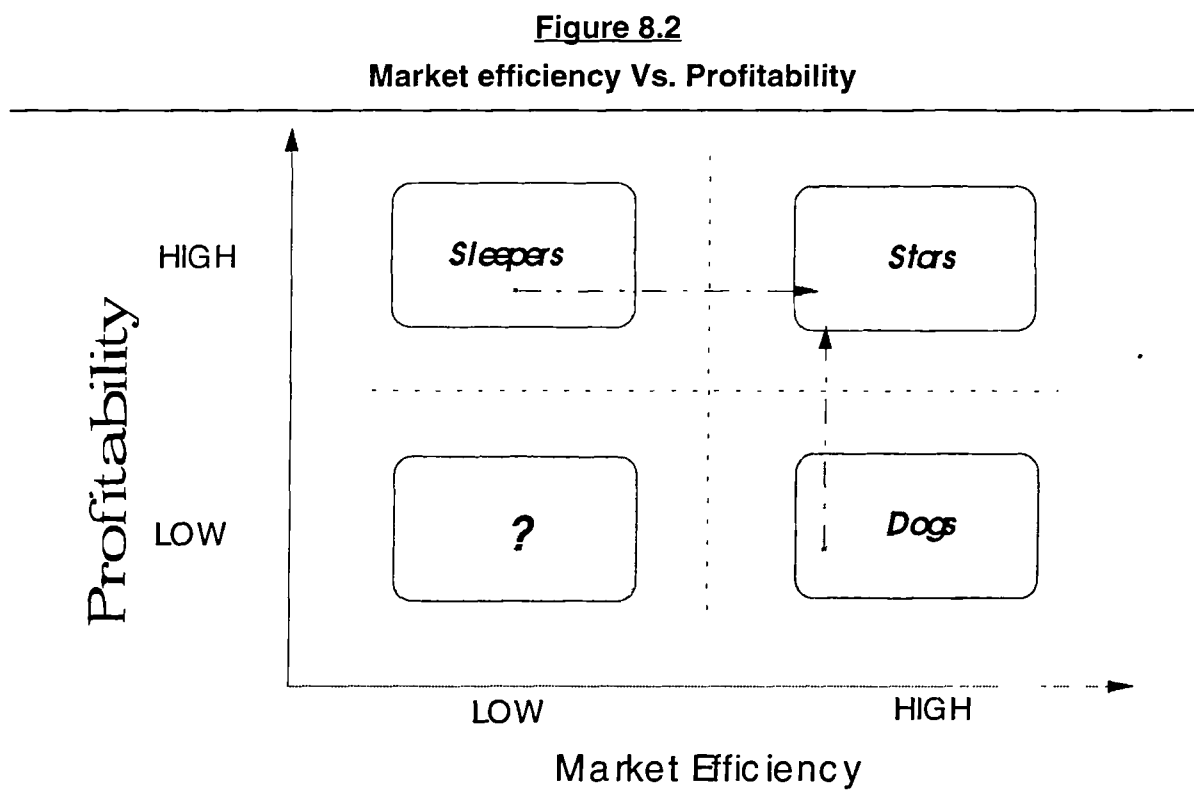 Figure 8.2
Market efficiency Vs. Profitability
HIGH
Sleepers
Stars
Profitability
LOW
?
Dogs
LOW
HIGH
Market Efficiency